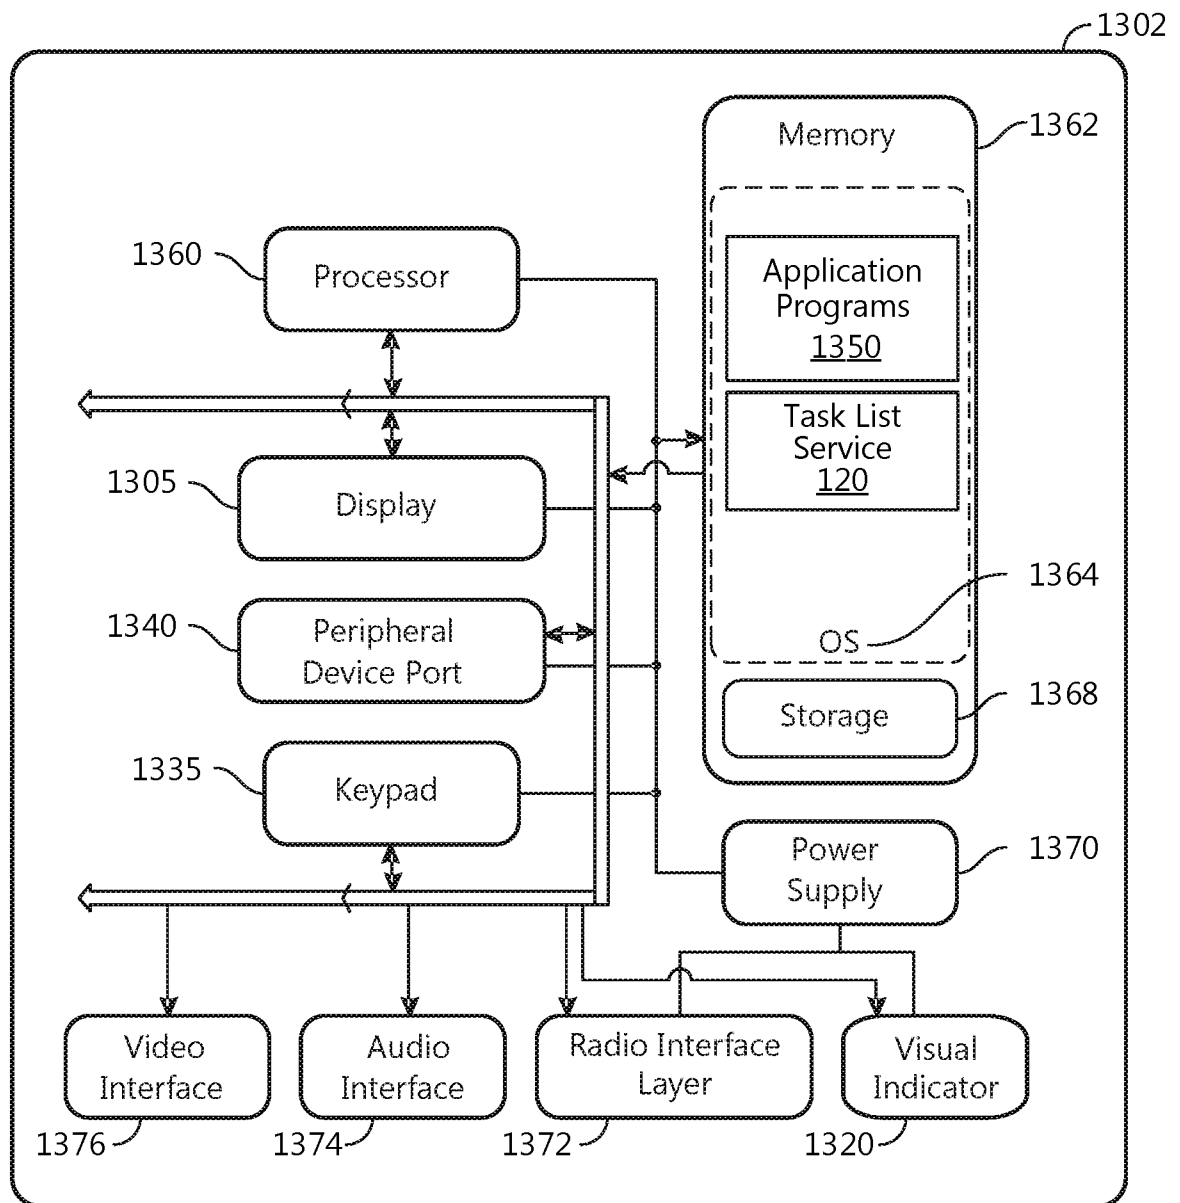 1302
Memory
1362
Application
Programs
1350
1360
Processor
Task List
Service
120
1305
Display
1364
OS
1340
Peripheral
Device Port
1368
Storage
1335
Keypad
Power
Supply
1370
Video
Interface
Audio
Interface
Radio Interface
Layer
Visual
Indicator
1376
1374
1372
1320